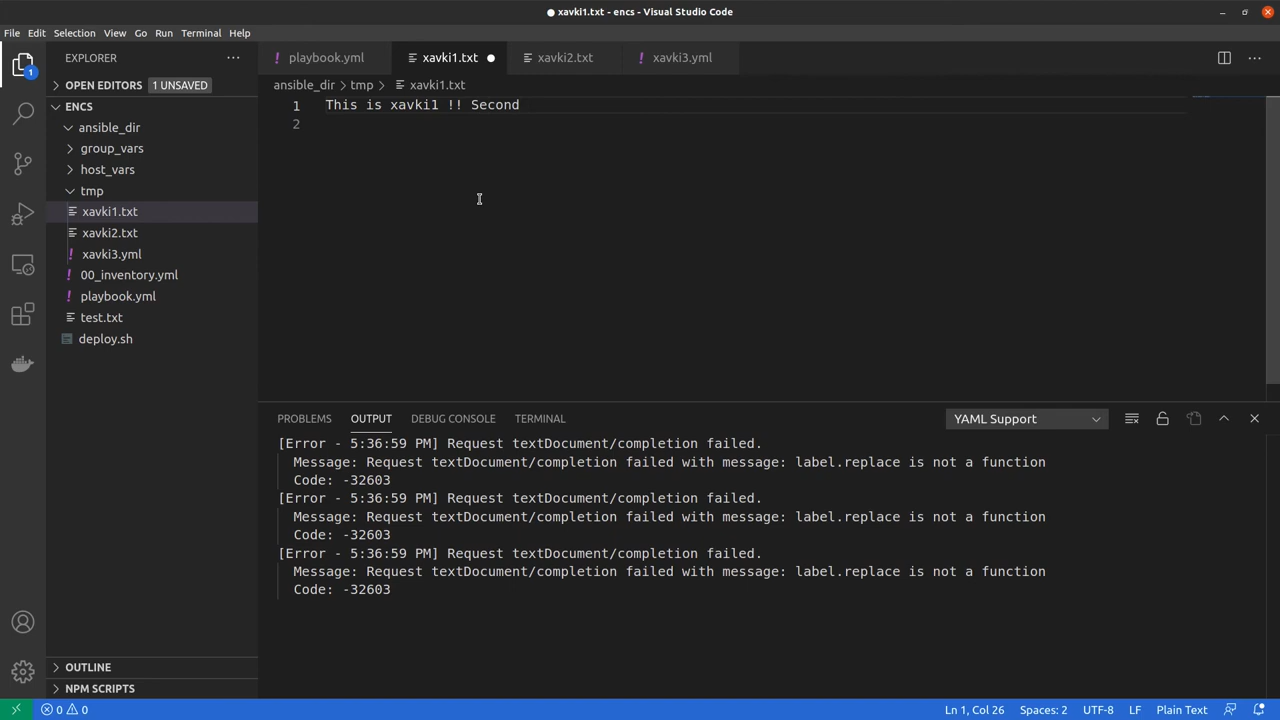 xavki1.txt - encs - Visual Studio Code
File Edit Selection View Go Run Terminal Help
EXPLORER
playbook.yml xavki1.txt xavki2.txt xavki3.yml
OPEN EDITORS 1 UNSAVED
ansible_dir > tmp > xavki1.txt
ENCS
1 This is xavki1 !! Second
2
ansible_dir
group_vars
host_vars
tmp
xavki1.txt
xavki2.txt
xavki3.yml
00_inventory.yml
playbook.yml
test.txt
deploy.sh
1
PROBLEMS OUTPUT DEBUG CONSOLE TERMINAL YAML Support
[Error - 5:36:59 PM] Request textDocument/completion failed.
Message: Request textDocument/completion failed with message: label.replace is not a function
Code: -32603
[Error - 5:36:59 PM] Request textDocument/completion failed.
Message: Request textDocument/completion failed with message: label.replace is not a function
Code: -32603
[Error - 5:36:59 PM] Request textDocument/completion failed.
Message: Request textDocument/completion failed with message: label.replace is not a function
Code: -32603
OUTLINE
NPM SCRIPTS
0 0 Ln 1, Col 26 Spaces: 2 UTF-8 LF Plain Text